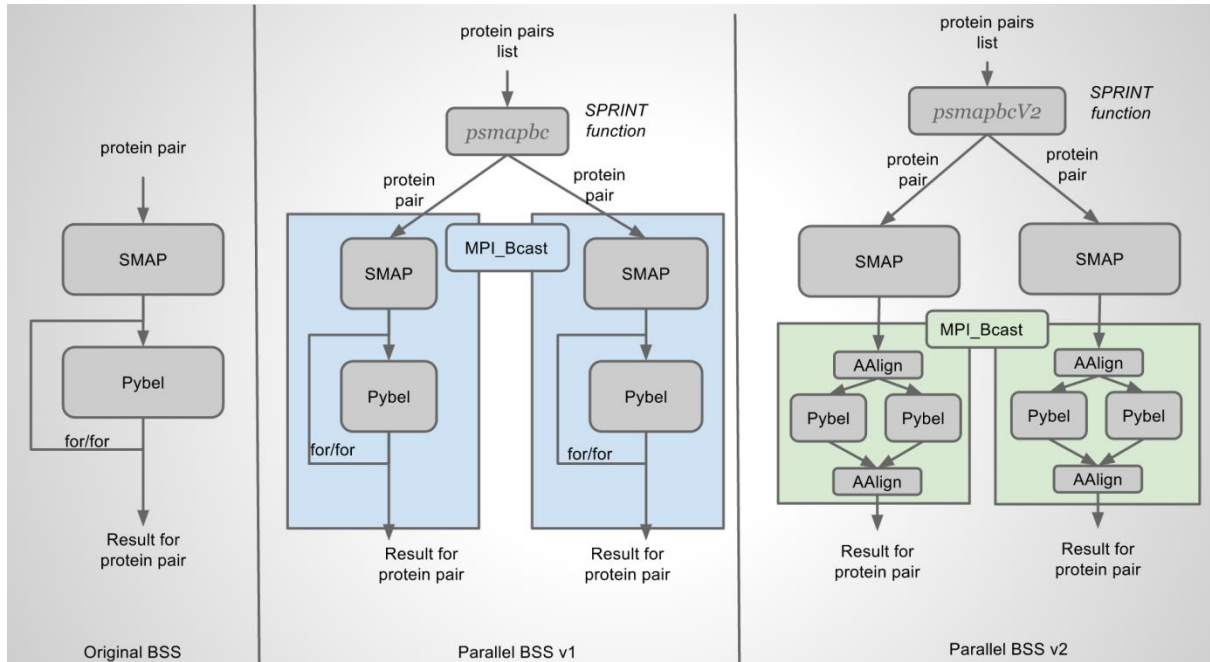 protein pair
SMAP
Pybel
for/for
Result for
protein pair
Original BSS
protein pairs
list
psmapbc
SPRINT
function
protein
pair
protein
pair
MPI_Bcast
SMAP
SMAP
Pybel
Pybel
for/for
for/for
Result for
protein pair
Result for
protein pair
Parallel BSS v1
protein pairs
list
psmapbcV2
SPRINT
function
protein
pair
protein
pair
SMAP
SMAP
MPI_Bcast
AAlign
AAlign
Pybel
Pybel
Pybel
Pybel
AAlign
AAlign
Result for
protein pair
Result for
protein pair
Parallel BSS v2